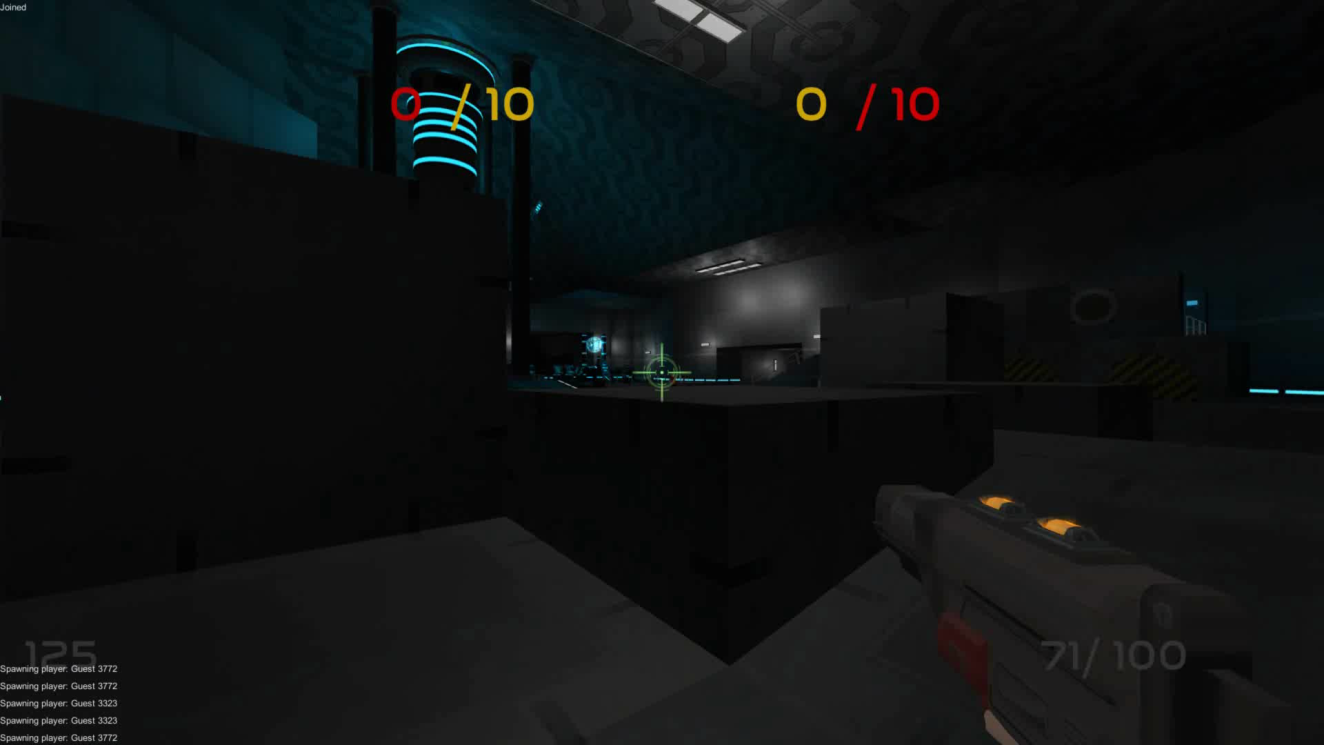 Joined
0 / 10
0 / 10
125
71/ 100
Spawning player: Guest 3772
Spawning player: Guest 3772
Spawning player: Guest 3323
Spawning player: Guest 3323
Spawning player: Guest 3772